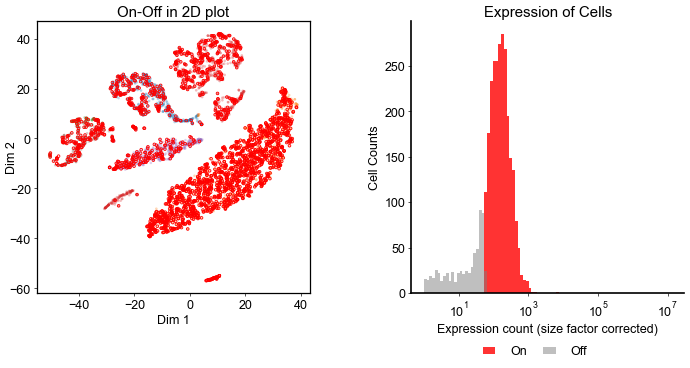 On-Off in 2D plot
40
20
0
−20
−40
−60
Dim 2
−40
−20
0
20
40
Dim 1
Expression of Cells
250
200
150
100
50
0
Cell Counts
10^1
10^3
10^5
10^7
Expression count (size factor corrected)
On
Off